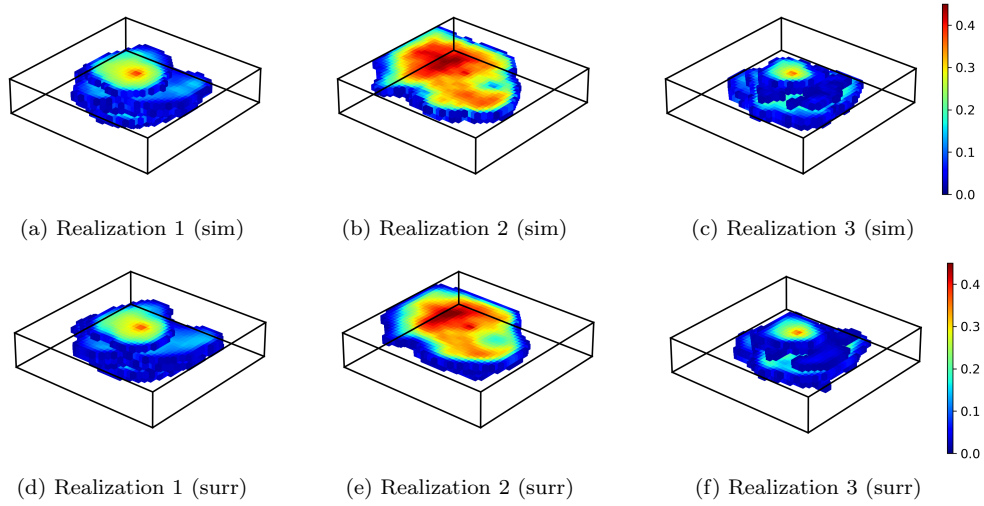 0.4
0.3
0.2
0.1
0.0
(a) Realization 1 (sim)
(b) Realization 2 (sim)
(c) Realization 3 (sim)
0.4
0.3
0.2
0.1
0.0
(d) Realization 1 (surr)
(e) Realization 2 (surr)
(f) Realization 3 (surr)